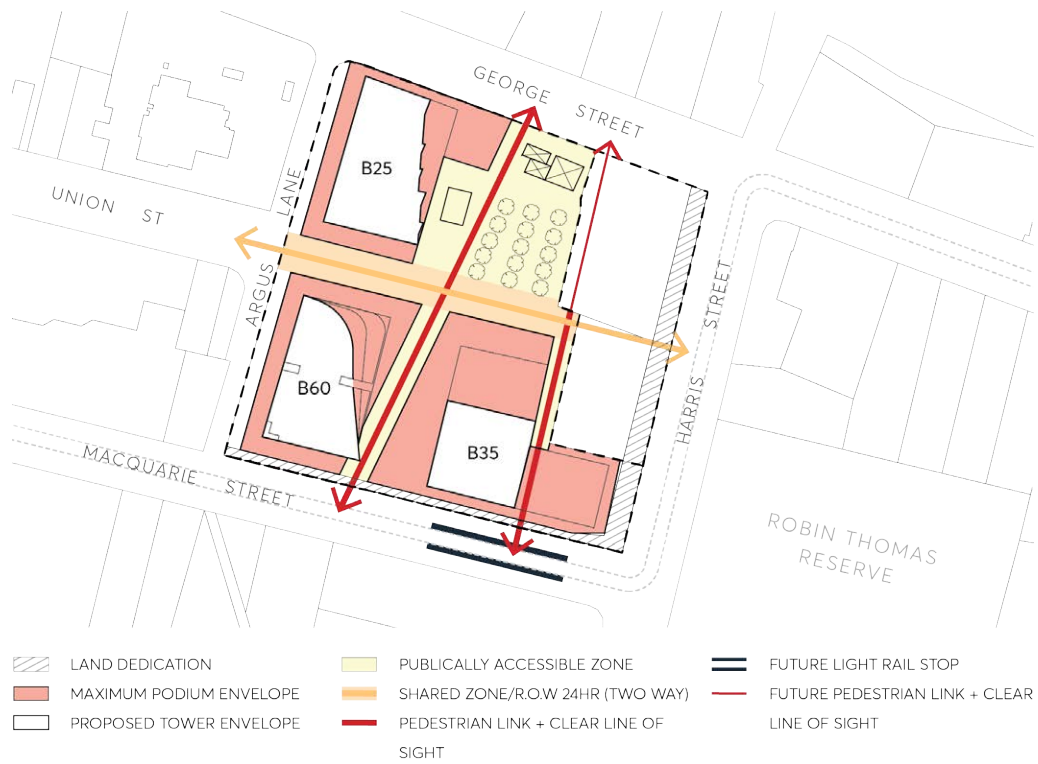 GEORGE STREET
B25
UNION ST
ARGUS LANE
HARRIS STREET
B60
B35
MACQUARIE STREET
ROBIN THOMAS
RESERVE
LAND DEDICATION
MAXIMUM PODIUM ENVELOPE
PROPOSED TOWER ENVELOPE
PUBLICALLY ACCESSIBLE ZONE
SHARED ZONE/R.O.W 24HR (TWO WAY)
PEDESTRIAN LINK + CLEAR LINE OF
SIGHT
FUTURE LIGHT RAIL STOP
FUTURE PEDESTRIAN LINK + CLEAR
LINE OF SIGHT